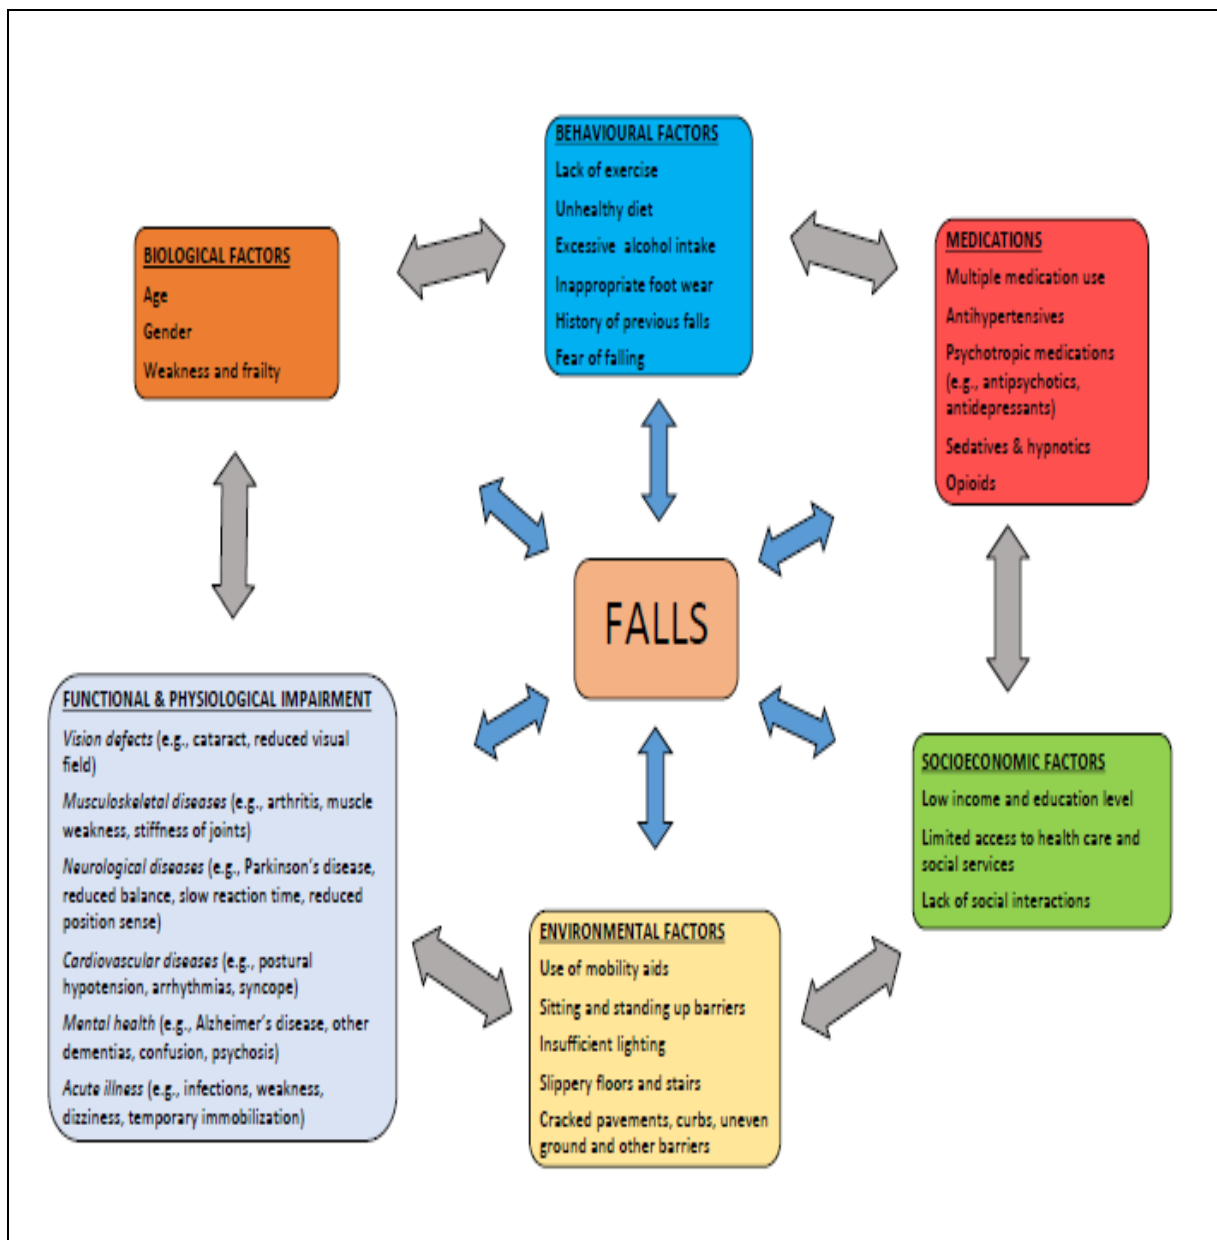 BEHAVIOURAL FACTORS
Lack of exercise
Unhealthy diet
Excessive alcohol intake
Inappropriate foot wear
History of previous falls
Fear of falling
BIOLOGICAL FACTORS
Age
Gender
Weakness and frailty
MEDICATIONS
Multiple medication use
Antihypertensives
Psychotropic medications
(e.g., antipsychotics,
antidepressants)
Sedatives & hypnotics
Opioids
FALLS
FUNCTIONAL & PHYSIOLOGICAL IMPAIRMENT
Vision defects (e.g., cataract, reduced visual
field)
Musculoskeletal diseases (e.g., arthritis, muscle
weakness, stiffness of joints)
Neurological diseases (e.g., Parkinson's disease,
reduced balance, slow reaction time, reduced
position sense)
Cardiovascular diseases (e.g., postural
hypotension, arrhythmias, syncope)
Mental health (e.g., Alzheimer's disease, other
dementias, confusion, psychosis)
Acute illness (e.g., infections, weakness,
dizziness, temporary immobilization)
SOCIOECONOMIC FACTORS
Low income and education level
Limited access to health care and
social services
Lack of social interactions
ENVIRONMENTAL FACTORS
Use of mobility aids
Sitting and standing up barriers
Insufficient lighting
Slippery floors and stairs
Cracked pavements, curbs, uneven
ground and other barriers